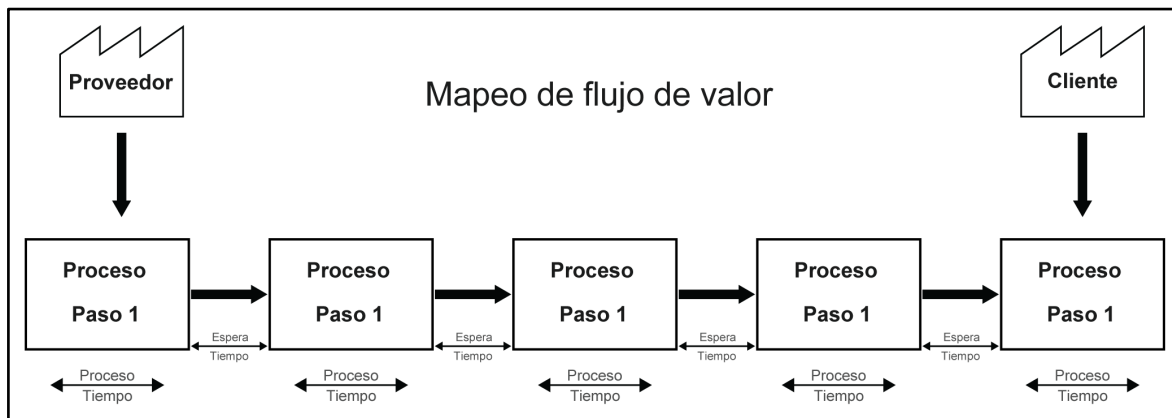 Proveedor
Mapeo de flujo de valor
Cliente
Proceso
Paso 1
Proceso
Paso 1
Proceso
Paso 1
Proceso
Paso 1
Proceso
Paso 1
Espera
Tiempo
Espera
Tiempo
Espera
Tiempo
Espera
Tiempo
Proceso
Tiempo
Proceso
Tiempo
Proceso
Tiempo
Proceso
Tiempo
Proceso
Tiempo